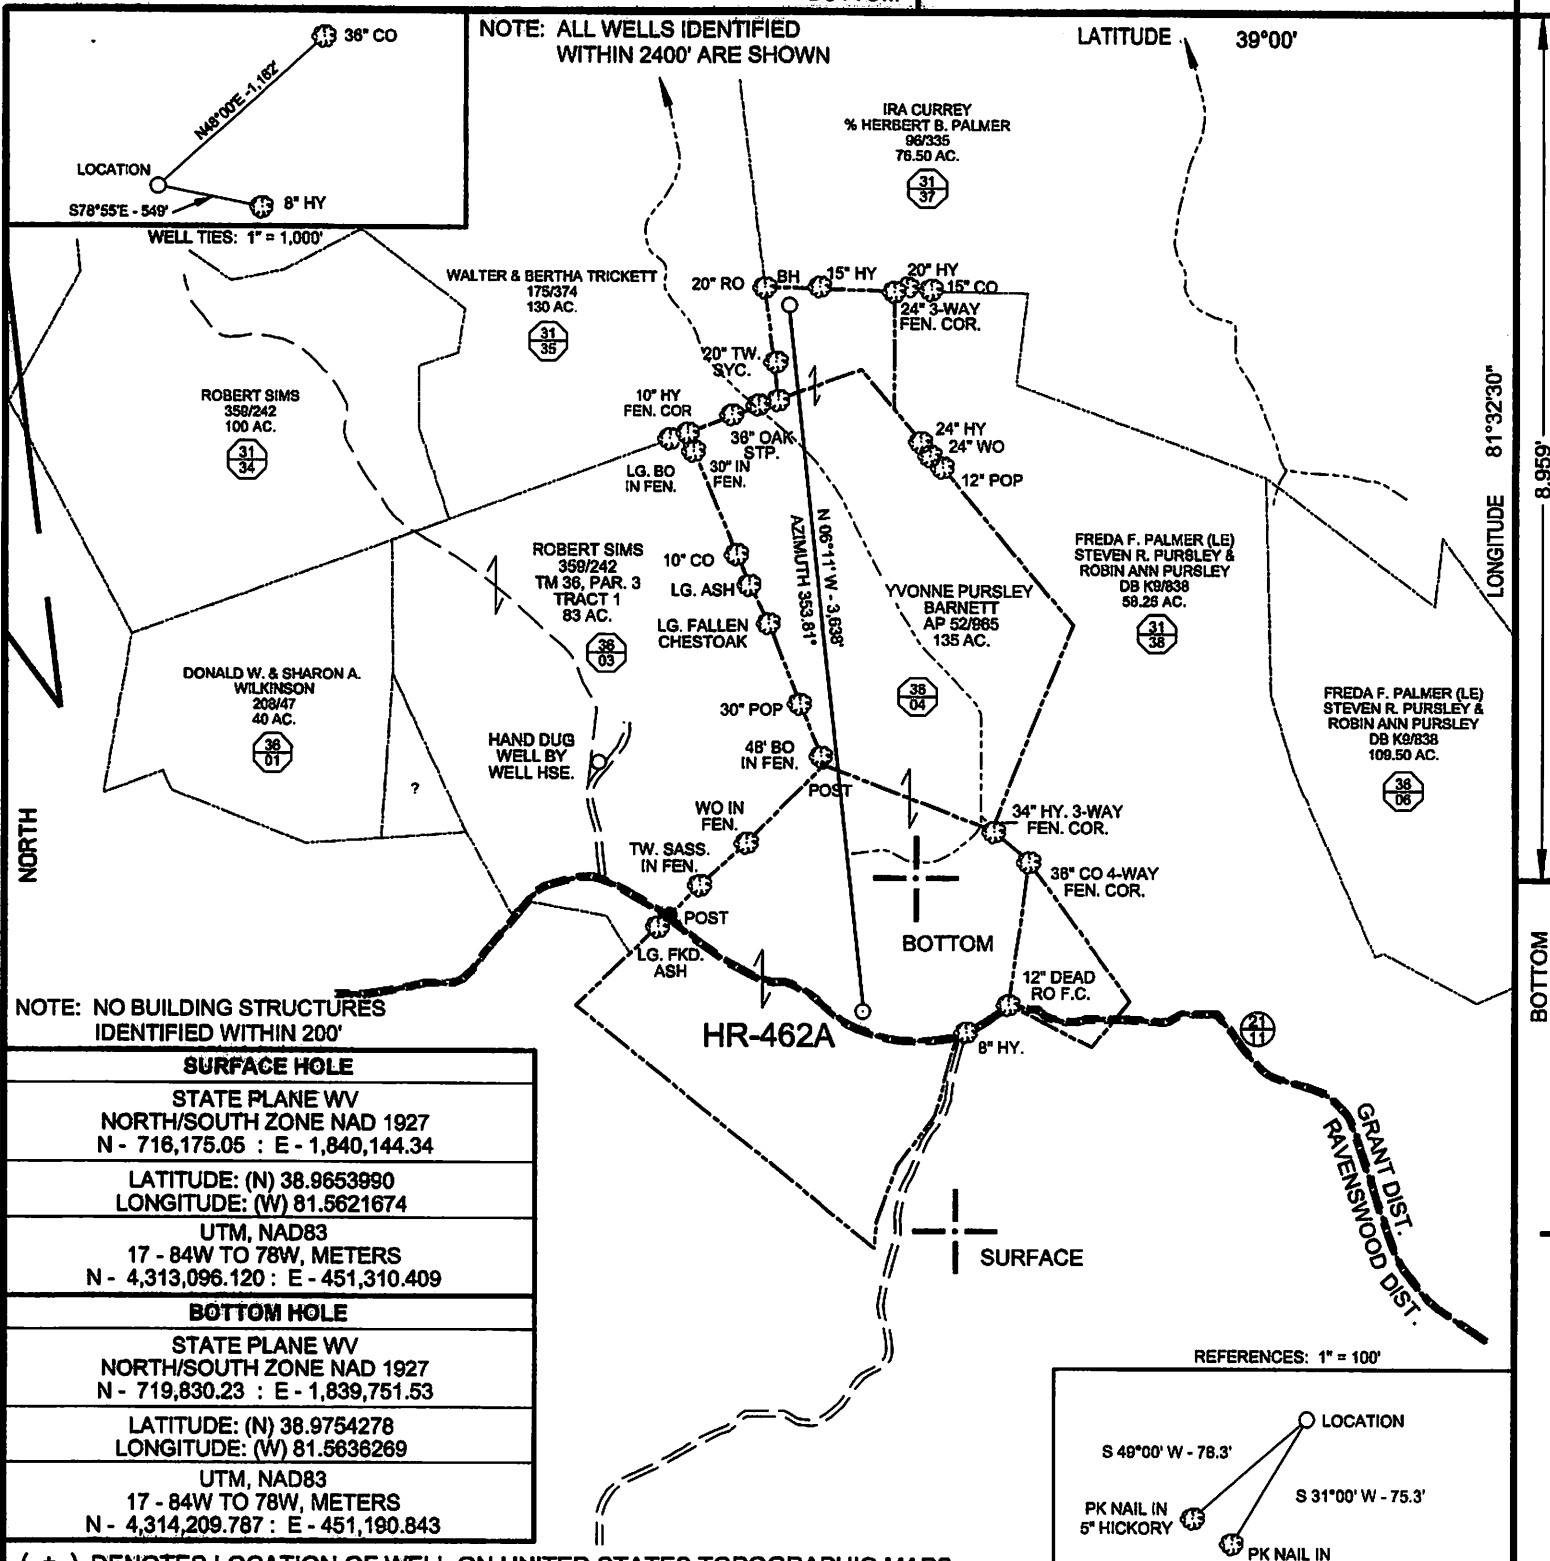 36" CO
N48°00'E -1,162'
LOCATION
S78°55'E - 549'
8" HY
WELL TIES: 1" = 1,000'
NOTE: ALL WELLS IDENTIFIED
WITHIN 2400' ARE SHOWN
LATITUDE 39°00'
IRA CURREY
% HERBERT B. PALMER
96/335
76.50 AC.
31
37
WALTER & BERTHA TRICKETT
175/374
130 AC.
31
35
20" RO
BH
15" HY
20" HY
15" CO
24" 3-WAY
FEN. COR.
20" TW.
SYC.
10" HY
FEN. COR
36" OAK
STP.
LG. BO
IN FEN.
30" IN
FEN.
24" HY
24" WO
12" POP
ROBERT SIMS
359/242
100 AC.
31
34
LONGITUDE 81°32'30"
8.959'
ROBERT SIMS
359/242
TM 36, PAR. 3
TRACT 1
83 AC.
36
03
10" CO
LG. ASH
LG. FALLEN
CHESTOAK
N 06°11' W - 3,638'
AZIMUTH 353.81°
YVONNE PURSLEY
BARNETT
AP 52/965
135 AC.
36
04
FREDA F. PALMER (LE)
STEVEN R. PURSLEY &
ROBIN ANN PURSLEY
DB K9/838
58.25 AC.
31
38
DONALD W. & SHARON A.
WILKINSON
208/47
40 AC.
36
01
?
FREDA F. PALMER (LE)
STEVEN R. PURSLEY &
ROBIN ANN PURSLEY
DB K9/838
109.50 AC.
36
06
30" POP
48' BO
IN FEN.
POST
HAND DUG
WELL BY
WELL HSE.
WO IN
FEN.
TW. SASS.
IN FEN.
34" HY. 3-WAY
FEN. COR.
36" CO 4-WAY
FEN. COR.
NORTH
POST
LG. FKD.
ASH
BOTTOM
BOTTOM
12" DEAD
RO F.C.
HR-462A
8" HY.
21
11
GRANT DIST.
RAVENSWOOD DIST.
NOTE: NO BUILDING STRUCTURES
IDENTIFIED WITHIN 200'
SURFACE HOLE
STATE PLANE WV
NORTH/SOUTH ZONE NAD 1927
N - 716,175.05 : E - 1,840,144.34
LATITUDE: (N) 38.9653990
LONGITUDE: (W) 81.5621674
UTM, NAD83
17 - 84W TO 78W, METERS
N - 4,313,096.120 : E - 451,310.409
BOTTOM HOLE
STATE PLANE WV
NORTH/SOUTH ZONE NAD 1927
N - 719,830.23 : E - 1,839,751.53
LATITUDE: (N) 38.9754278
LONGITUDE: (W) 81.5636269
UTM, NAD83
17 - 84W TO 78W, METERS
N - 4,314,209.787 : E - 451,190.843
SURFACE
REFERENCES: 1" = 100'
LOCATION
S 49°00' W - 78.3'
S 31°00' W - 75.3'
PK NAIL IN
5" HICKORY
PK NAIL IN
( + ) DENOTES LOCATION OF WELL ON UNITED STATES TOPOGRAPHIC MAPS